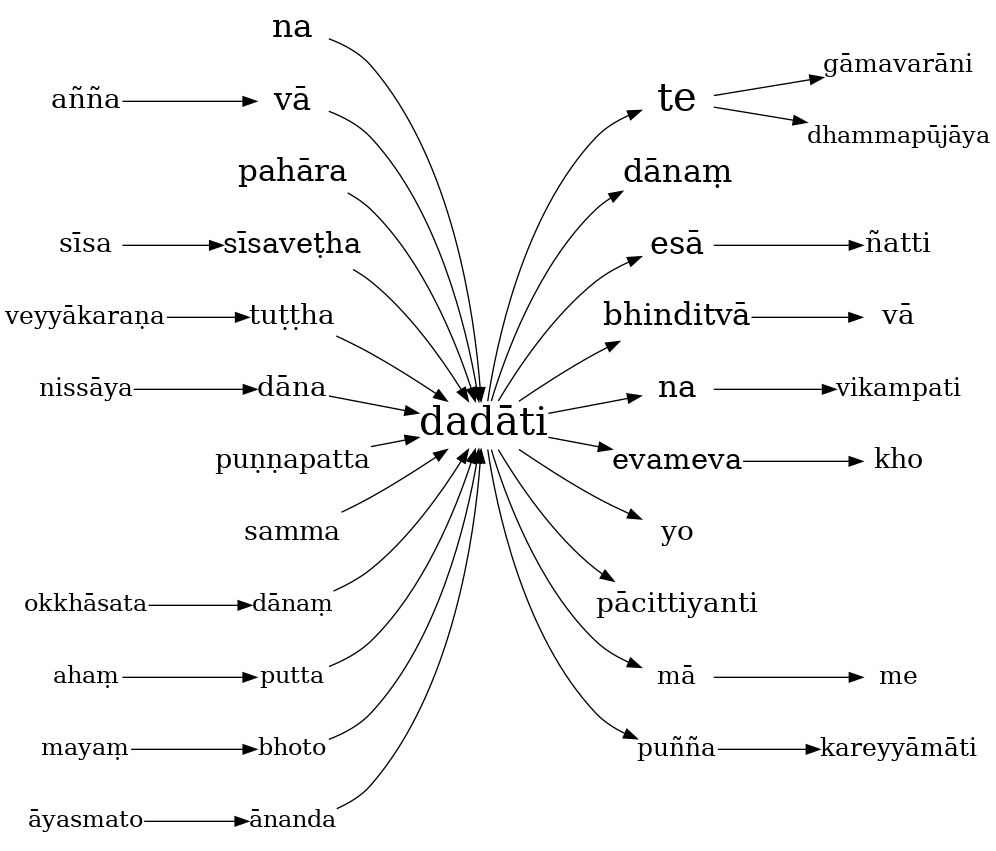 na
añña vā
pahāra
sīsa sīsaveṭha
veyyākaraṇa tuṭṭha
nissāya dāna
puṇṇapatta
samma
okkhāsata dānaṃ
ahaṃ putta
mayaṃ bhoto
āyasmato ānanda
dadāti
te gāmavarāni
dhammapūjāya
dānaṃ
esā ñatti
bhinditvā vā
na vikampati
evameva kho
yo
pācittiyanti
mā me
puñña kareyyāmāti